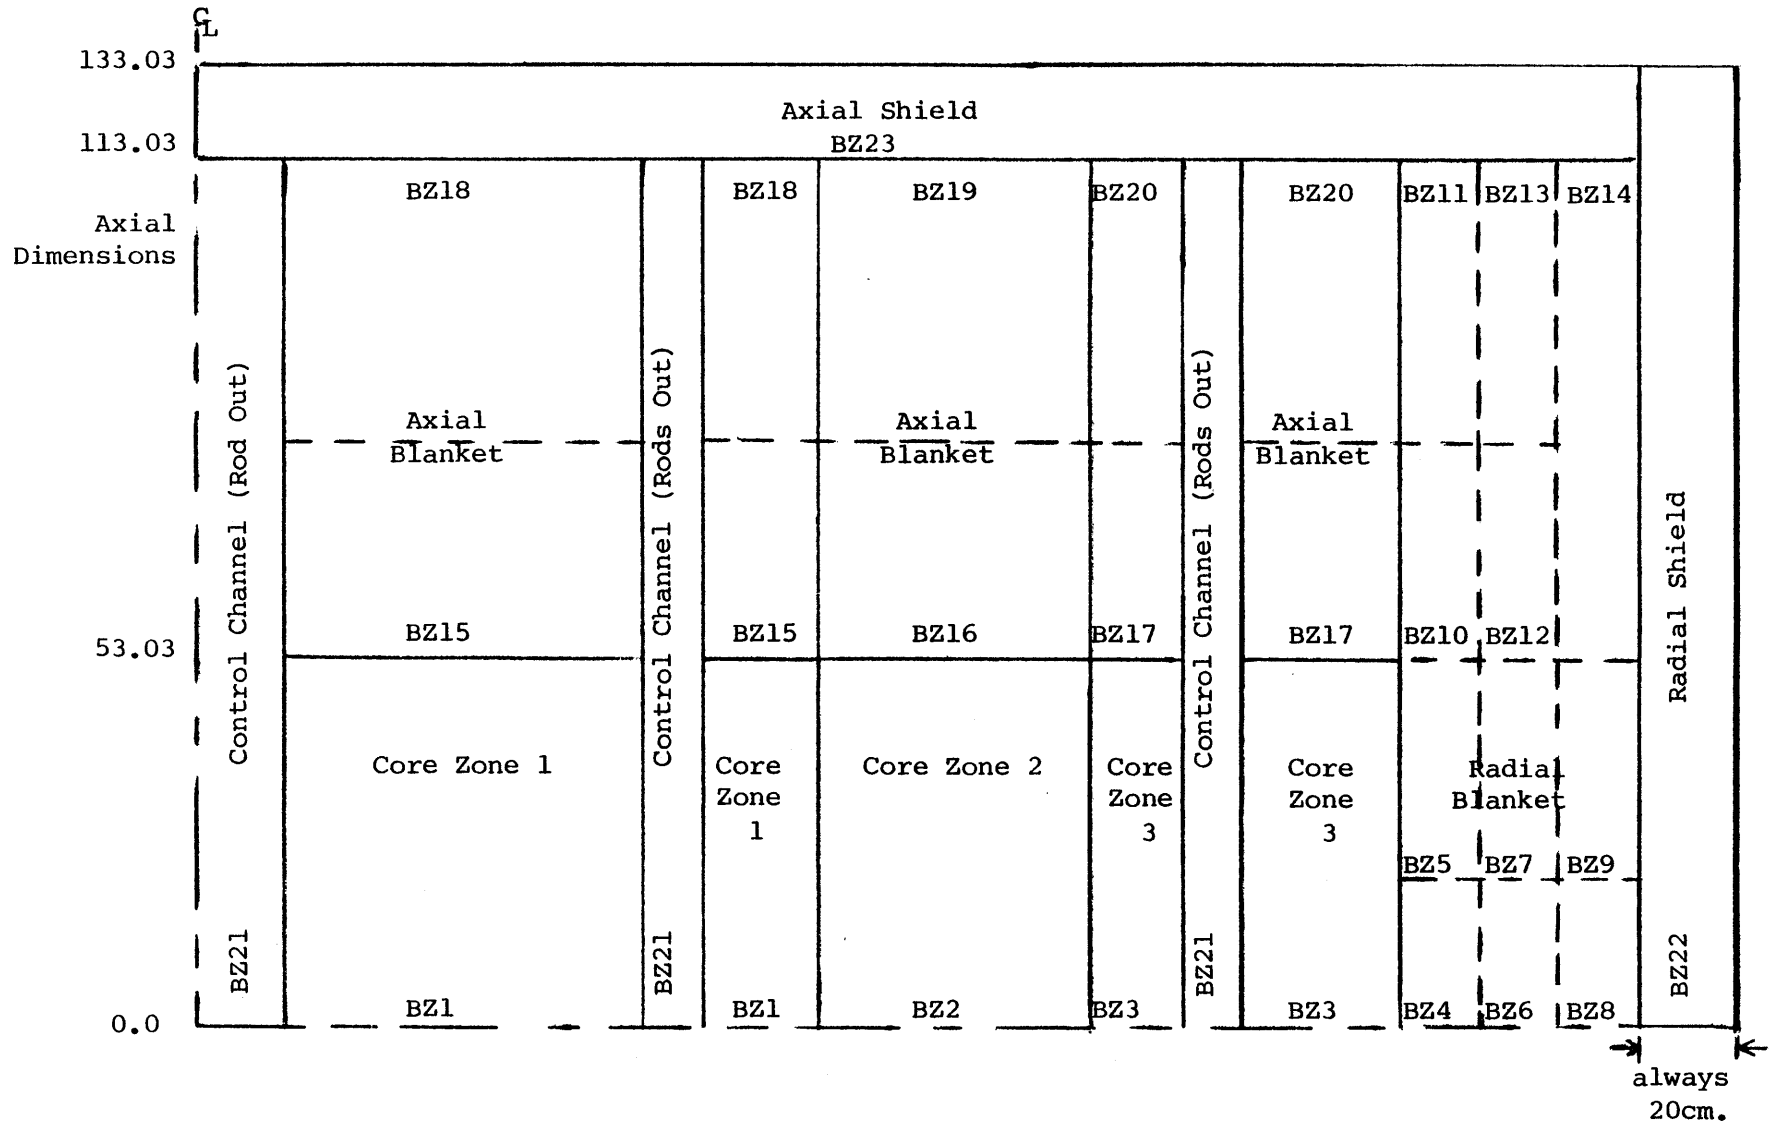 ℄
133.03
Axial Shield
113.03
BZ23
BZ18
BZ18
BZ19
BZ20
BZ20
BZ11
BZ13
BZ14
Axial
Dimensions
Control Channel (Rod Out)
Control Channel (Rods Out)
Control Channel (Rods Out)
Axial
Blanket
Axial
Blanket
Axial
Blanket
Radial Shield
53.03
BZ15
BZ15
BZ16
BZ17
BZ17
BZ10
BZ12
Core Zone 1
Core
Zone
1
Core Zone 2
Core
Zone
3
Core
Zone
3
Radial
Blanket
BZ5
BZ7
BZ9
BZ21
BZ21
BZ21
BZ22
0.0
BZ1
BZ1
BZ2
BZ3
BZ3
BZ4
BZ6
BZ8
always
20cm.